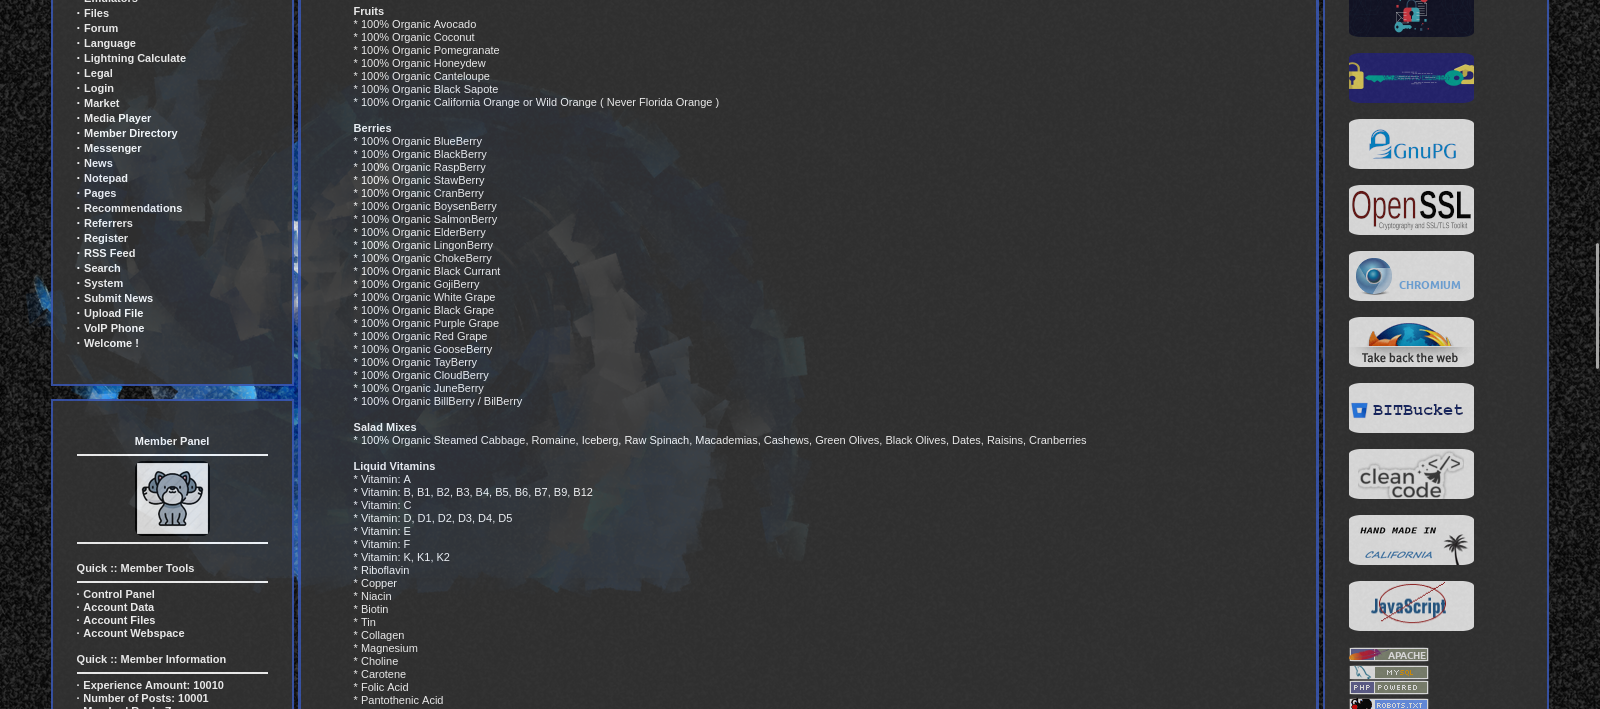 · Files
· Forum
· Language
· Lightning Calculate
· Legal
· Login
· Market
· Media Player
· Member Directory
· Messenger
· News
· Notepad
· Pages
· Recommendations
· Referrers
· Register
· RSS Feed
· Search
· System
· Submit News
· Upload File
· VoIP Phone
· Welcome !
Member Panel
Quick :: Member Tools
· Control Panel
· Account Data
· Account Files
· Account Webspace
Quick :: Member Information
· Experience Amount: 10010
· Number of Posts: 10001
Fruits
* 100% Organic Avocado
* 100% Organic Coconut
* 100% Organic Pomegranate
* 100% Organic Honeydew
* 100% Organic Canteloupe
* 100% Organic Black Sapote
* 100% Organic California Orange or Wild Orange ( Never Florida Orange )
Berries
* 100% Organic BlueBerry
* 100% Organic BlackBerry
* 100% Organic RaspBerry
* 100% Organic StawBerry
* 100% Organic CranBerry
* 100% Organic BoysenBerry
* 100% Organic SalmonBerry
* 100% Organic ElderBerry
* 100% Organic LingonBerry
* 100% Organic ChokeBerry
* 100% Organic Black Currant
* 100% Organic GojiBerry
* 100% Organic White Grape
* 100% Organic Black Grape
* 100% Organic Purple Grape
* 100% Organic Red Grape
* 100% Organic GooseBerry
* 100% Organic TayBerry
* 100% Organic CloudBerry
* 100% Organic JuneBerry
* 100% Organic BillBerry / BilBerry
Salad Mixes
* 100% Organic Steamed Cabbage, Romaine, Iceberg, Raw Spinach, Macademias, Cashews, Green Olives, Black Olives, Dates, Raisins, Cranberries
Liquid Vitamins
* Vitamin: A
* Vitamin: B, B1, B2, B3, B4, B5, B6, B7, B9, B12
* Vitamin: C
* Vitamin: D, D1, D2, D3, D4, D5
* Vitamin: E
* Vitamin: F
* Vitamin: K, K1, K2
* Riboflavin
* Copper
* Niacin
* Biotin
* Tin
* Collagen
* Magnesium
* Choline
* Carotene
* Folic Acid
* Pantothenic Acid
GnuPG
OpenSSL
Cryptography and SSL/TLS Toolkit
CHROMIUM
Take back the web
BITBucket
clean </>
code
HAND MADE IN
CALIFORNIA
JavaScript
APACHE
MYSQL
PHP POWERED
ROBOTS.TXT